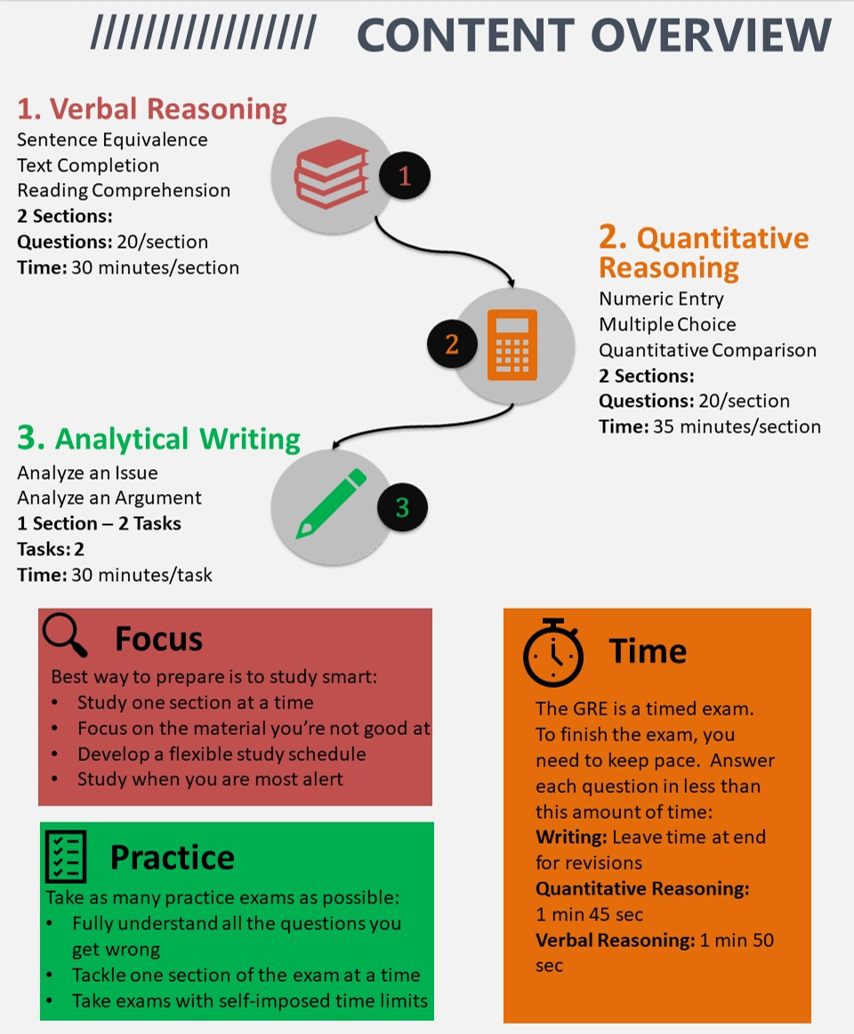 CONTENT OVERVIEW
1. Verbal Reasoning
Sentence Equivalence
Text Completion
Reading Comprehension
2 Sections:
Questions: 20/section
Time: 30 minutes/section
1
2. Quantitative
Reasoning
Numeric Entry
Multiple Choice
Quantitative Comparison
2 Sections:
Questions: 20/section
Time: 35 minutes/section
2
3. Analytical Writing
Analyze an Issue
Analyze an Argument
1 Section – 2 Tasks
Tasks: 2
Time: 30 minutes/task
3
Focus
Best way to prepare is to study smart:
• Study one section at a time
• Focus on the material you’re not good at
• Develop a flexible study schedule
• Study when you are most alert
Practice
Take as many practice exams as possible:
• Fully understand all the questions you
get wrong
• Tackle one section of the exam at a time
• Take exams with self-imposed time limits
Time
The GRE is a timed exam.
To finish the exam, you
need to keep pace. Answer
each question in less than
this amount of time:
Writing: Leave time at end
for revisions
Quantitative Reasoning:
1 min 45 sec
Verbal Reasoning: 1 min 50
sec